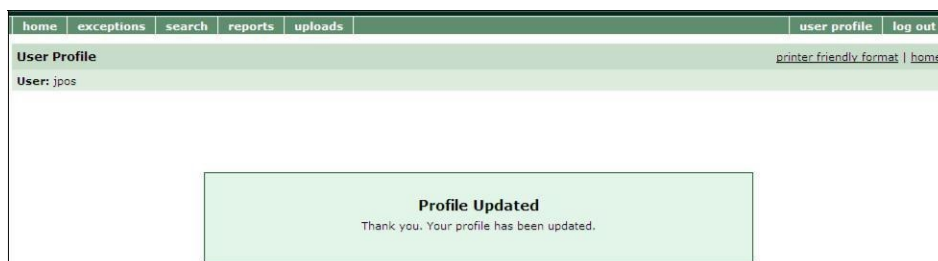 home exceptions search reports uploads user profile log out
User Profile printer friendly format | home
User: jpos
Profile Updated
Thank you. Your profile has been updated.